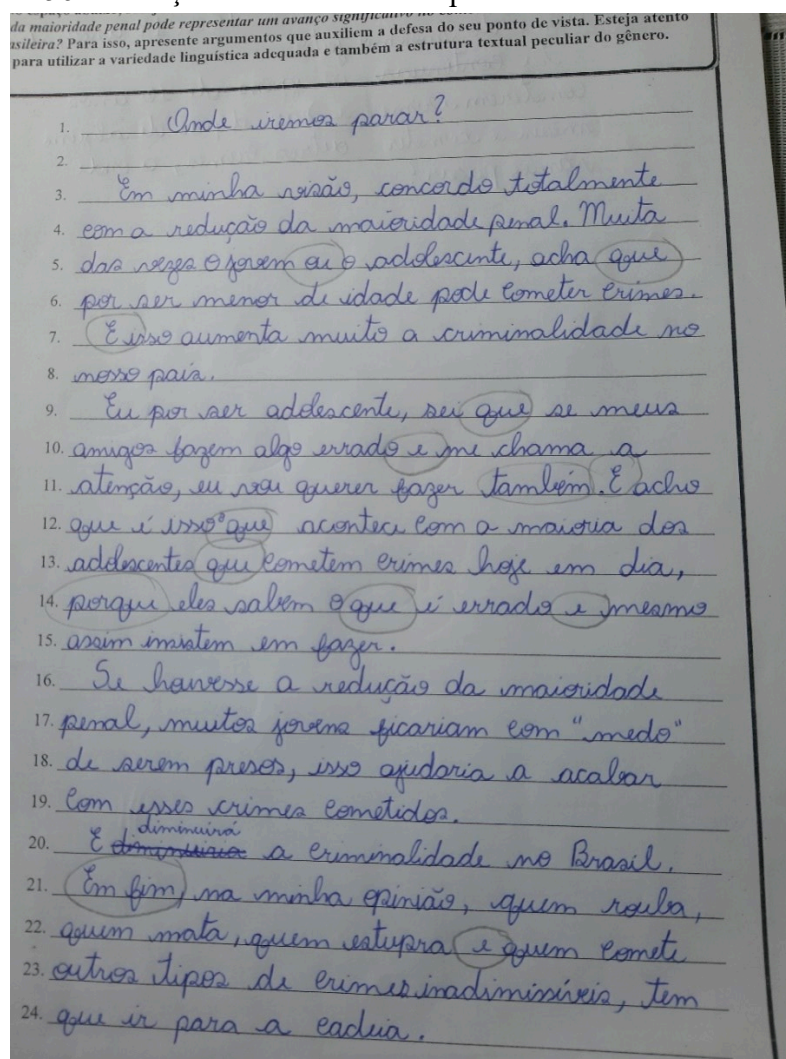 da maioridade penal pode representar um avanço significativo no
asileira? Para isso, apresente argumentos que auxiliem a defesa do seu ponto de vista. Esteja atento
para utilizar a variedade linguística adequada e também a estrutura textual peculiar do gênero.
1. Onde iremos parar?
2.
3. Em minha visão, concordo totalmente
4. com a redução da maioridade penal. Muita
5. das vezes o jovem ou o adolescente, acha que
6. por ser menor de idade pode cometer crimes.
7. E isso aumenta muito a criminalidade no
8. nosso país.
9. Eu por ser adolescente, sei que se meus
10. amigos fazem algo errado e me chama a
11. atenção, eu vou querer fazer também. E acho
12. que é isso que acontece com a maioria dos
13. adolescentes que cometem crimes hoje em dia,
14. porque eles sabem o que é errado e mesmo
15. assim insistem em fazer.
16. Se houvesse a redução da maioridade
17. penal, muitos jovens ficariam com "medo"
18. de serem presos, isso ajudaria a acabar
19. com esses crimes cometidos.
20. E diminuirá a criminalidade no Brasil.
21. Em fim, na minha opinião, quem rouba,
22. quem mata, quem estupra e quem comete
23. outros tipos de crimes inadimissíveis, tem
24. que ir para a cadeia.